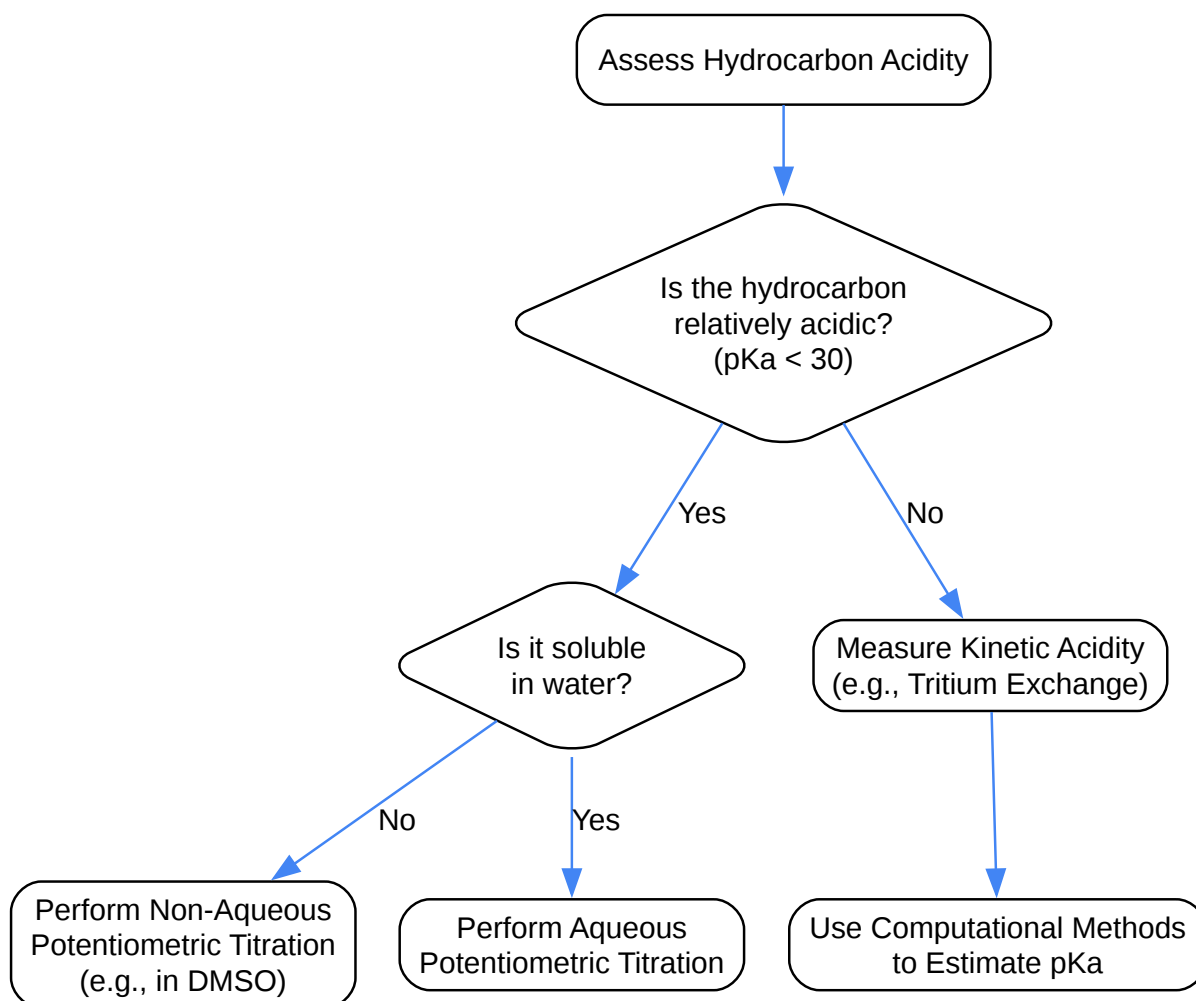 Assess Hydrocarbon Acidity
Is the hydrocarbon
relatively acidic?
(pKa < 30)
Yes
No
Is it soluble
in water?
Measure Kinetic Acidity
(e.g., Tritium Exchange)
No
Yes
Perform Non-Aqueous
Potentiometric Titration
(e.g., in DMSO)
Perform Aqueous
Potentiometric Titration
Use Computational Methods
to Estimate pKa